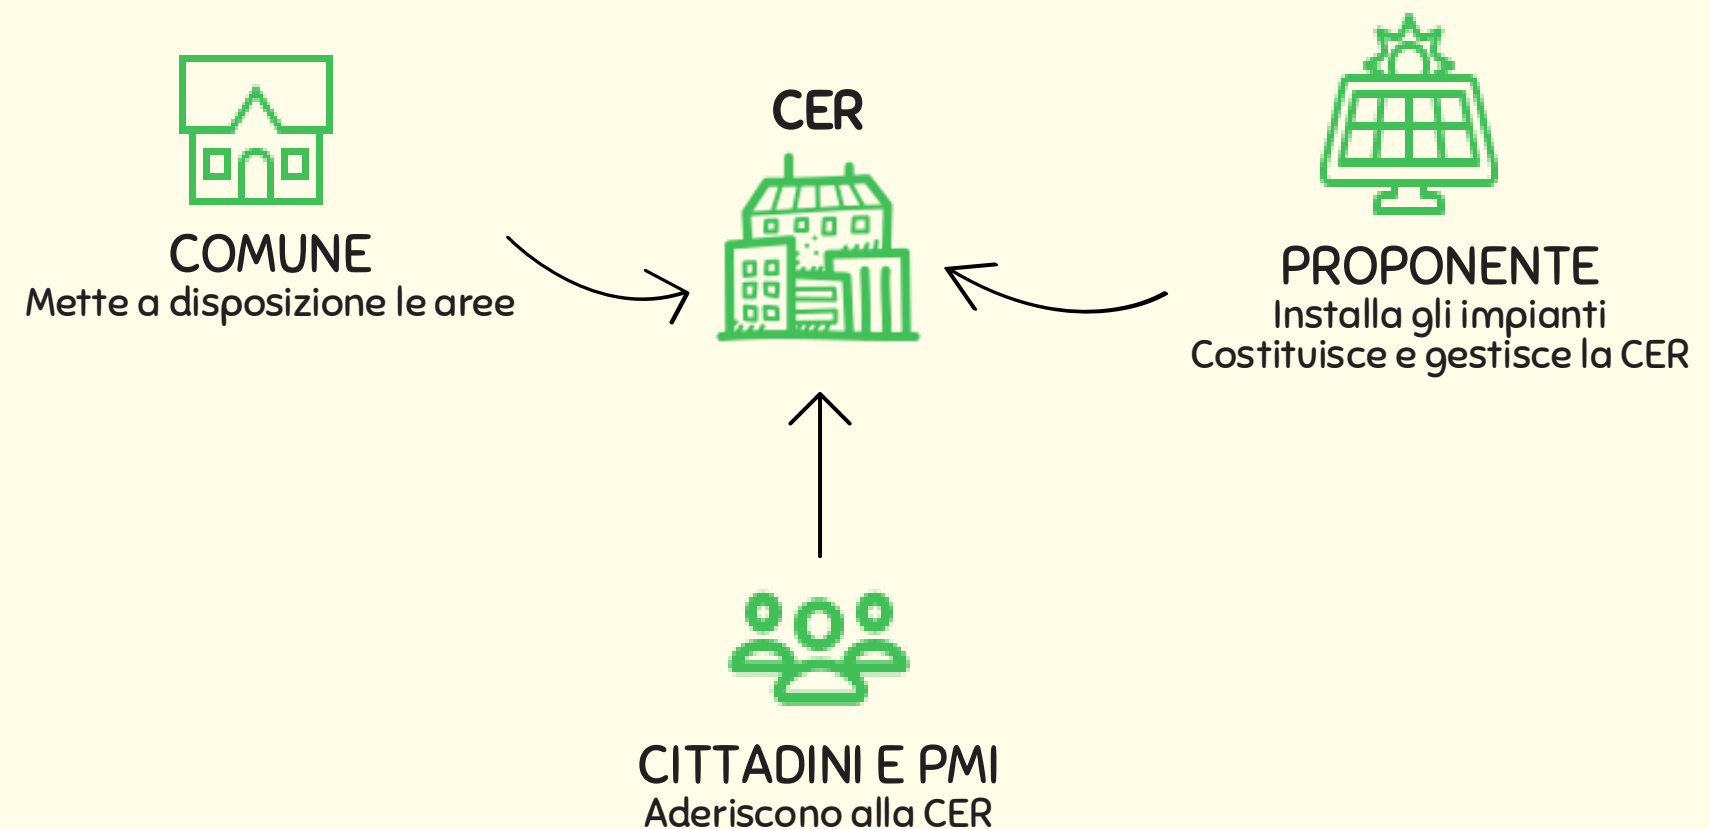 CER
COMUNE
Mette a disposizione le aree
PROPONENTE
Installa gli impianti
Costituisce e gestisce la CER
CITTADINI E PMI
Aderiscono alla CER